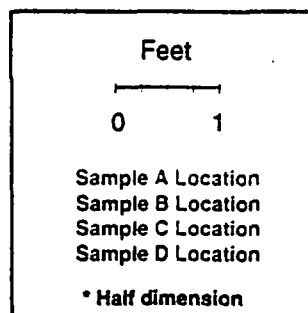 Feet
0 1
Sample A Location
Sample B Location
Sample C Location
Sample D Location
* Half dimension